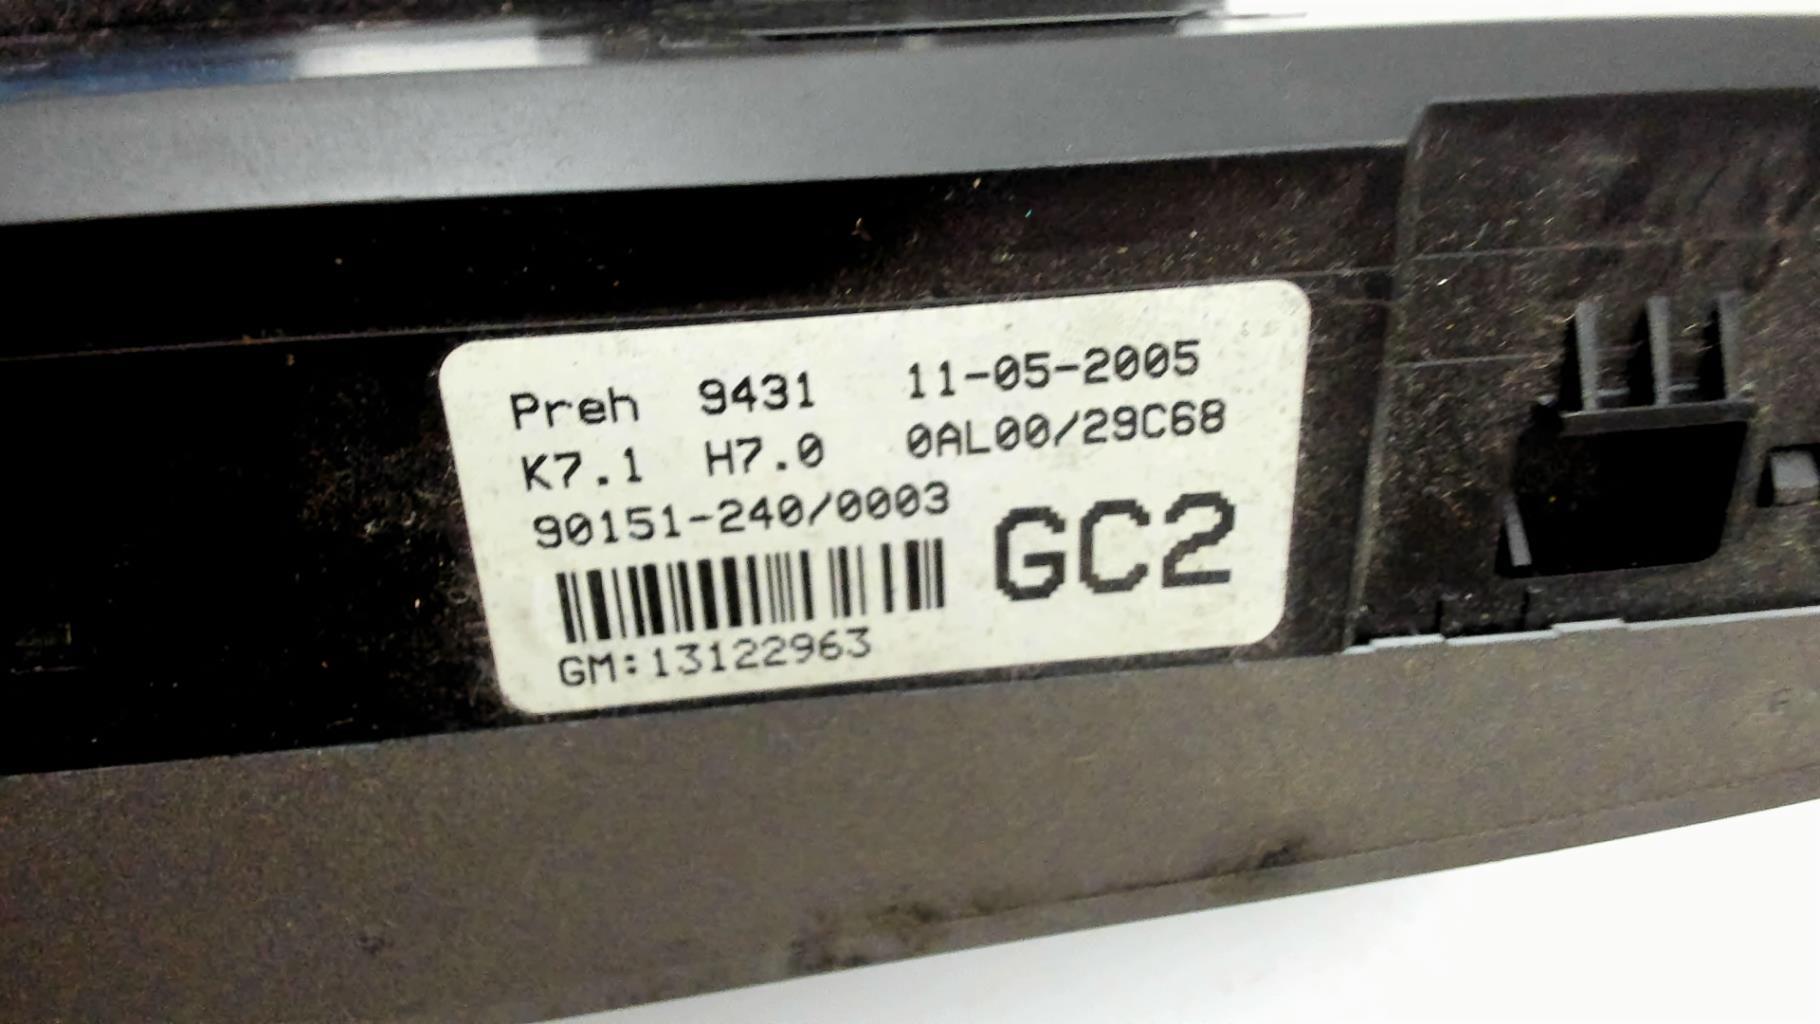 Preh 9431 11-05-2005
K7.1 H7.0 0AL00/29C68
90151-240/0003
GC2
GM:13122963